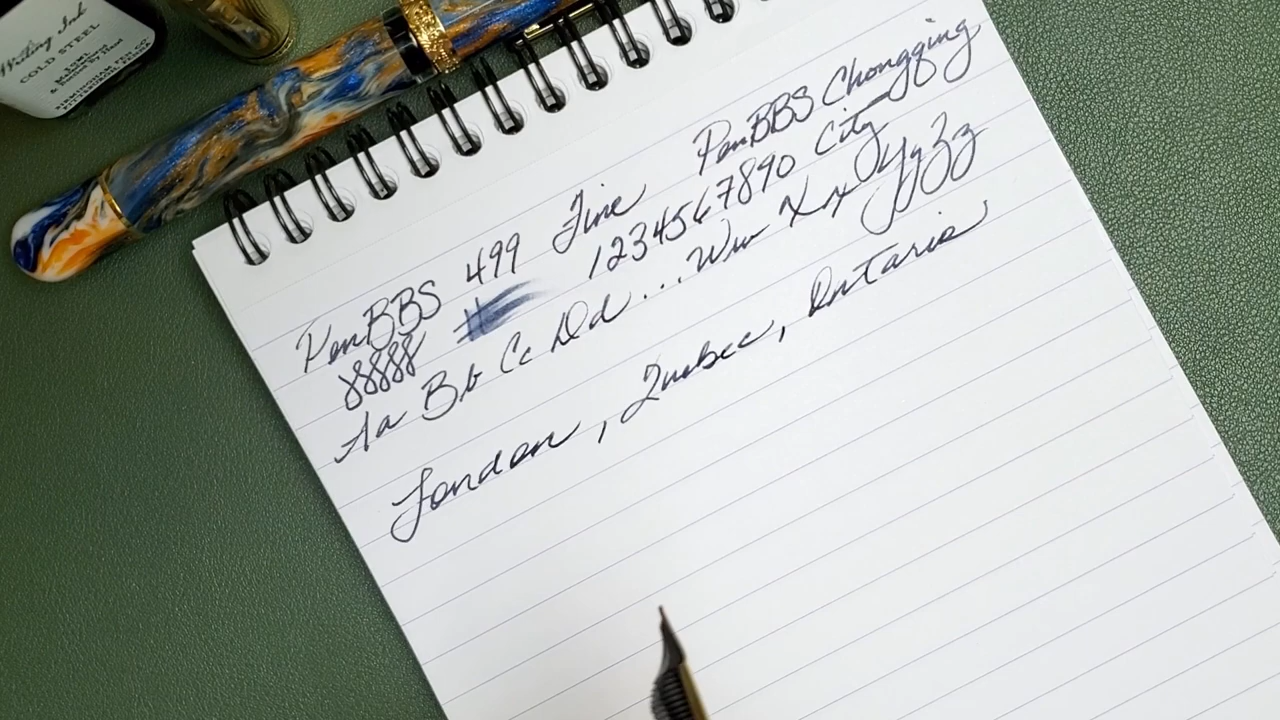 Writing Ink
COLD STEEL
PenBBS 499 Fine PenBBS Chongqing
1234567890 City
Aa Bb Cc Dd ... Ww Xx Yy Zz
London, Quebec, Ontario